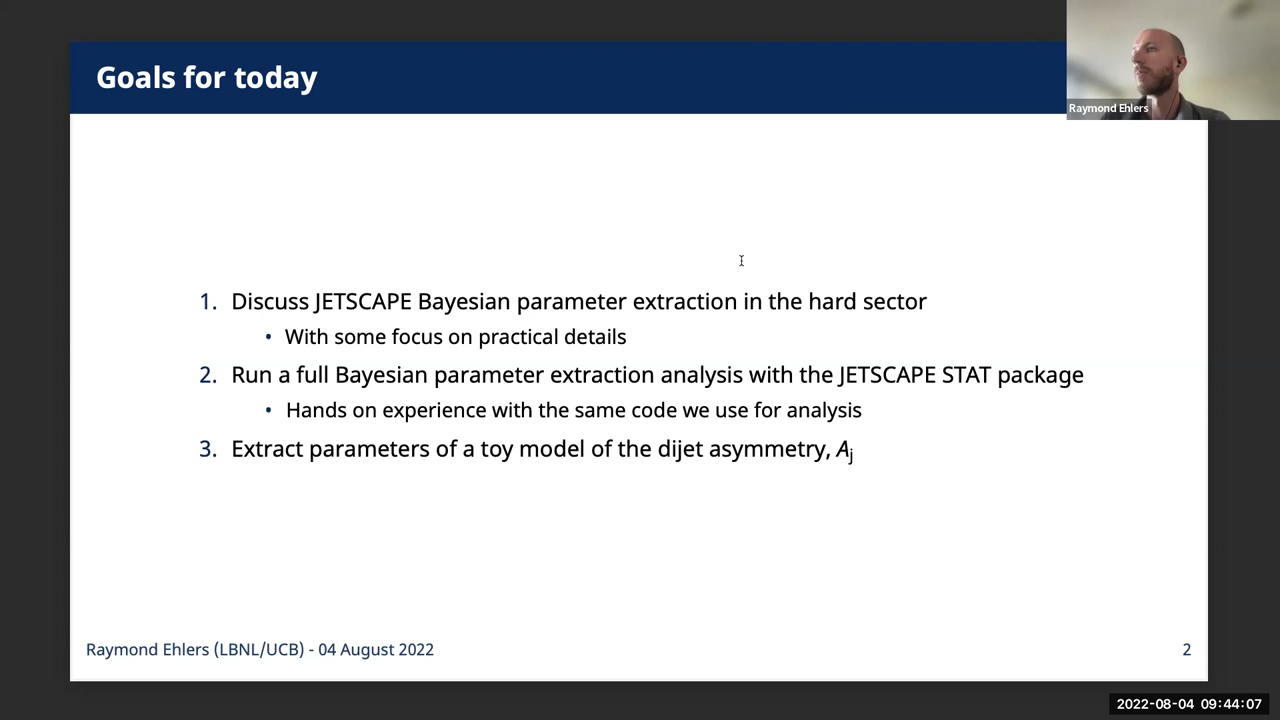 Goals for today
Raymond Ehlers
1. Discuss JETSCAPE Bayesian parameter extraction in the hard sector
• With some focus on practical details
2. Run a full Bayesian parameter extraction analysis with the JETSCAPE STAT package
• Hands on experience with the same code we use for analysis
3. Extract parameters of a toy model of the dijet asymmetry, Aj
Raymond Ehlers (LBNL/UCB) - 04 August 2022
2
2022-08-04 09:44:07